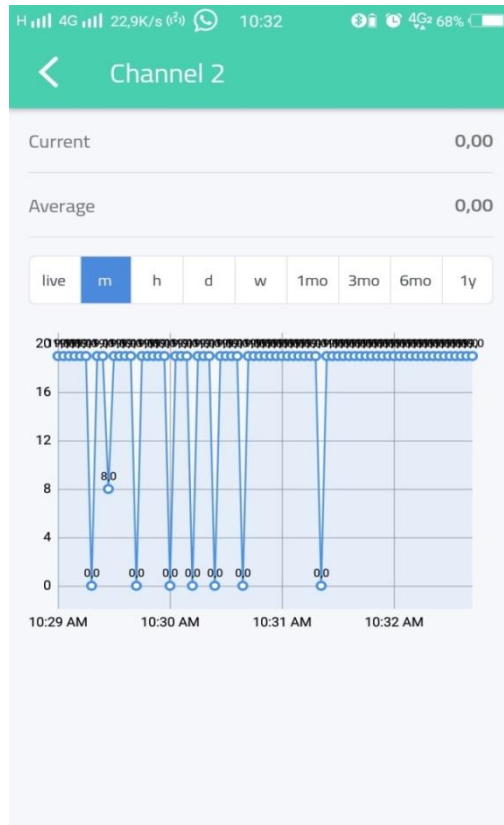 H 4G 22,9K/s 10:32 4G² 68%
Channel 2
Current 0,00
Average 0,00
live m h d w 1mo 3mo 6mo 1y
20
16
12
8,0
8
4
0,0 0,0 0,0 0,0 0,0 0,0 0,0
0
10:29 AM 10:30 AM 10:31 AM 10:32 AM